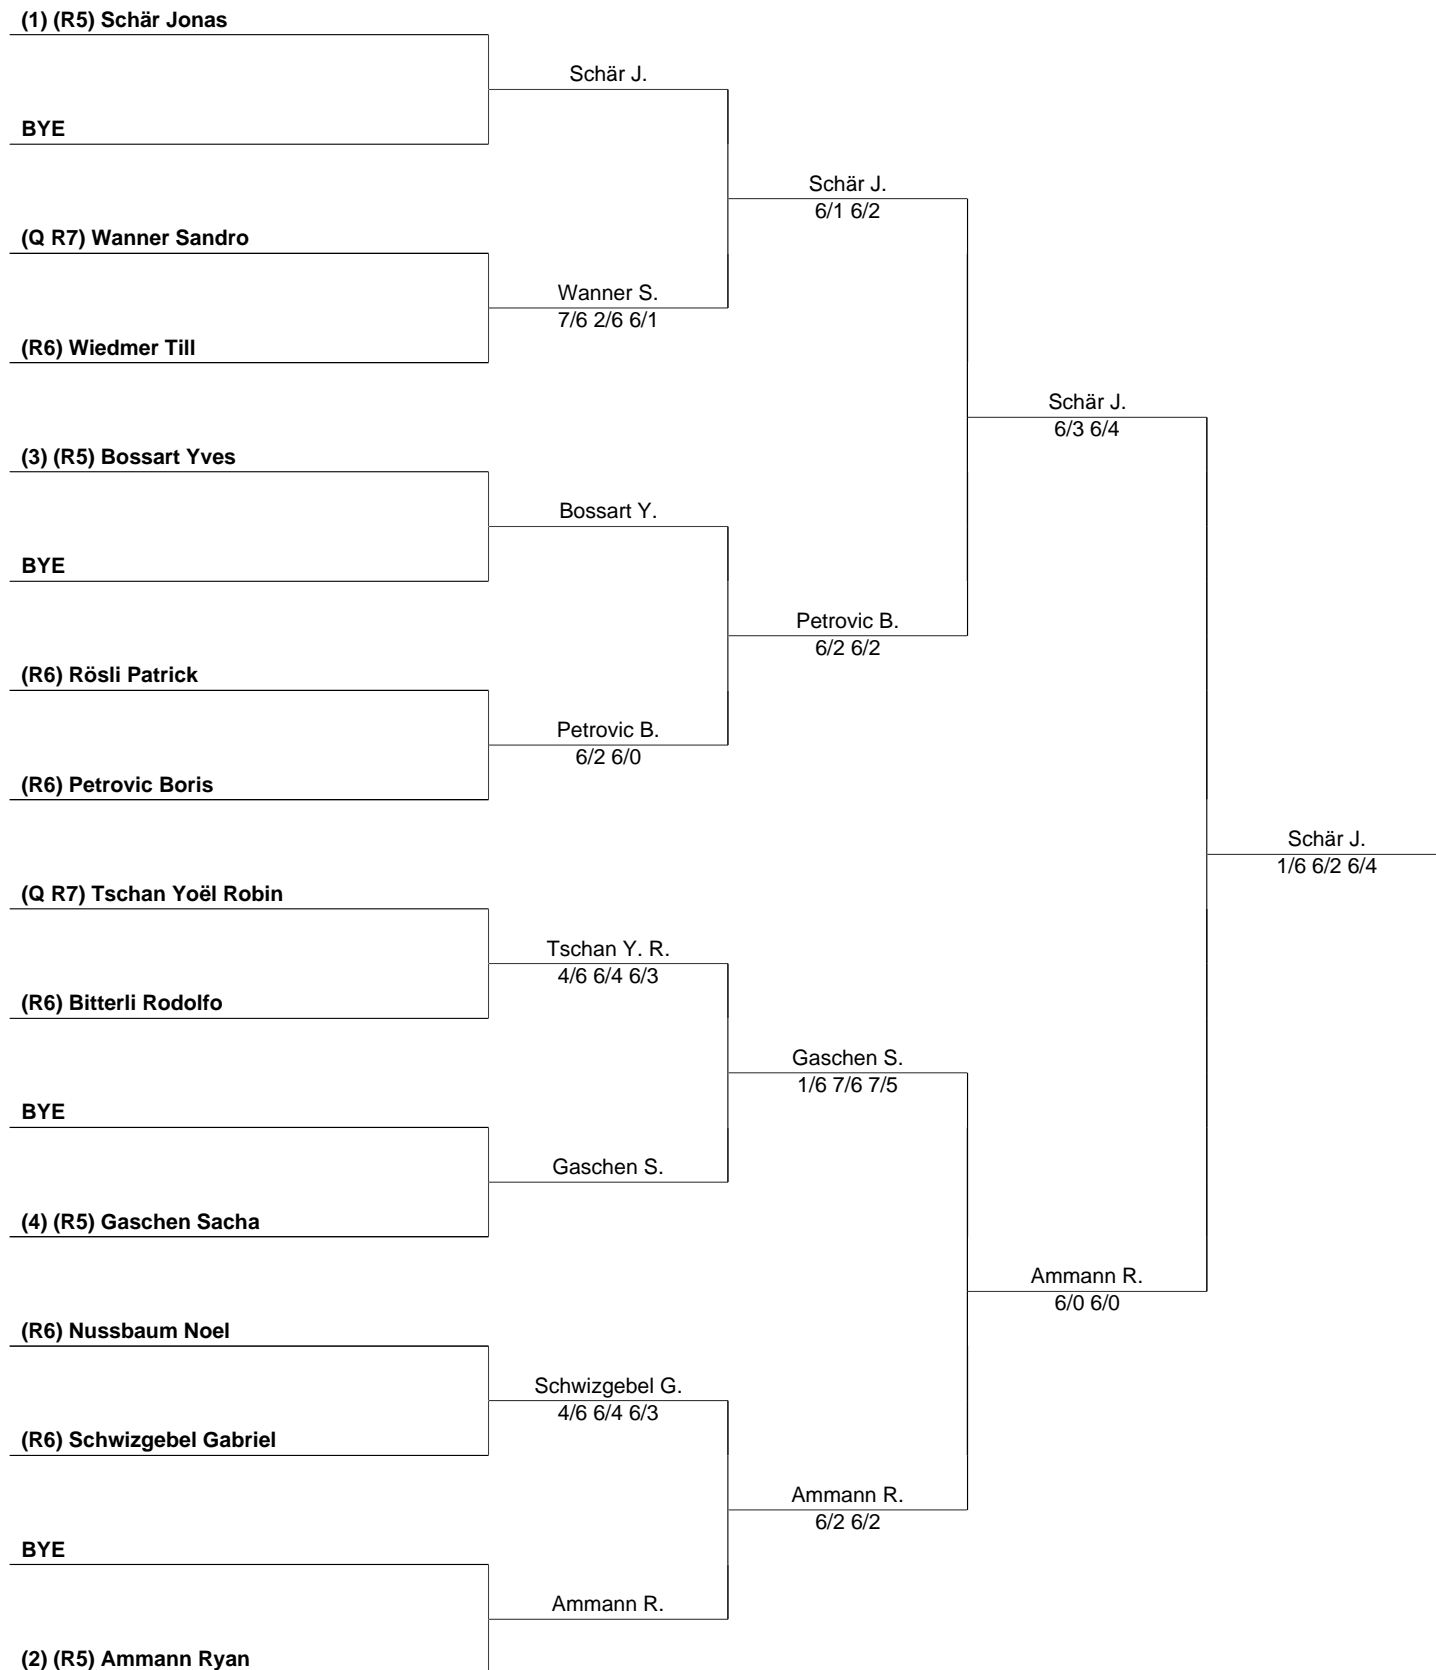 (1) (R5) Schär Jonas
Schär J.
BYE
Schär J.
6/1 6/2
(Q R7) Wanner Sandro
Wanner S.
7/6 2/6 6/1
(R6) Wiedmer Till
Schär J.
6/3 6/4
(3) (R5) Bossart Yves
Bossart Y.
BYE
Petrovic B.
6/2 6/2
(R6) Rösli Patrick
Petrovic B.
6/2 6/0
(R6) Petrovic Boris
Schär J.
1/6 6/2 6/4
(Q R7) Tschan Yoël Robin
Tschan Y. R.
4/6 6/4 6/3
(R6) Bitterli Rodolfo
Gaschen S.
1/6 7/6 7/5
BYE
Gaschen S.
(4) (R5) Gaschen Sacha
Ammann R.
6/0 6/0
(R6) Nussbaum Noel
Schwizgebel G.
4/6 6/4 6/3
(R6) Schwizgebel Gabriel
Ammann R.
6/2 6/2
BYE
Ammann R.
(2) (R5) Ammann Ryan